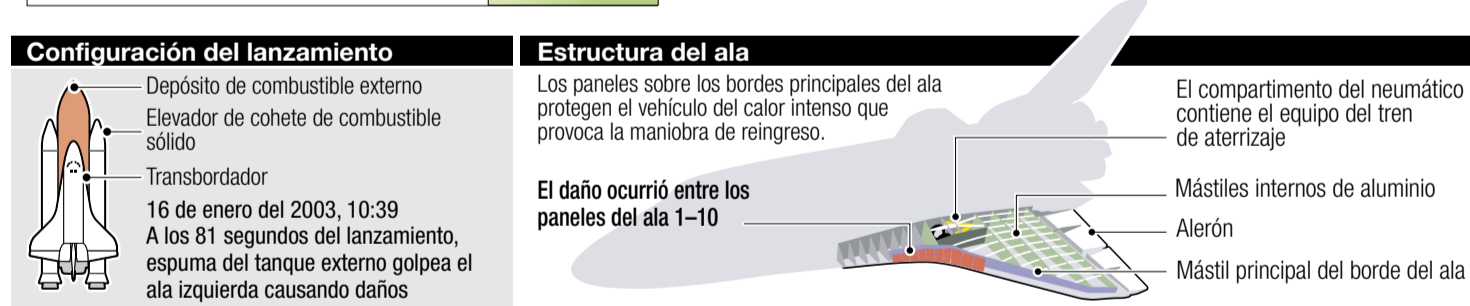 Configuración del lanzamiento
Depósito de combustible externo
Elevador de cohete de combustible
sólido
Transbordador
16 de enero del 2003, 10:39
A los 81 segundos del lanzamiento,
espuma del tanque externo golpea el
ala izquierda causando daños
Estructura del ala
Los paneles sobre los bordes principales del ala
protegen el vehículo del calor intenso que
provoca la maniobra de reingreso.
El daño ocurrió entre los
paneles del ala 1–10
El compartimento del neumático
contiene el equipo del tren
de aterrizaje
Mástiles internos de aluminio
Alerón
Mástil principal del borde del ala